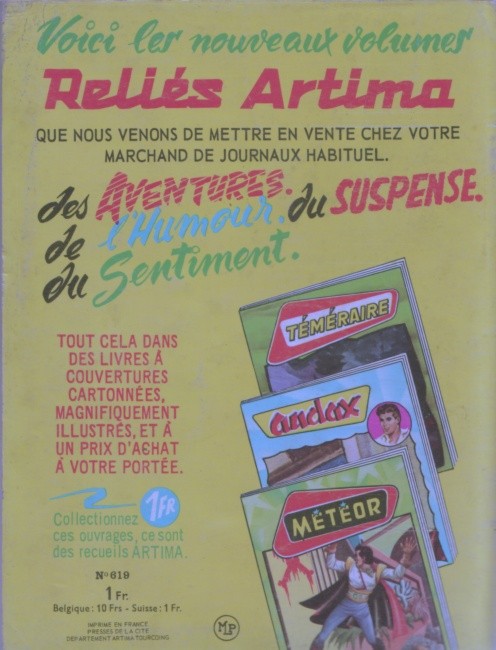 Voici les nouveaux volumes
Reliés Artima
QUE NOUS VENONS DE METTRE EN VENTE CHEZ VOTRE
MARCHAND DE JOURNAUX HABITUEL.
des AVENTURES.
de l'Humour. du SUSPENSE.
du Sentiment.
TÉMÉRAIRE
TOUT CELA DANS
DES LIVRES À
COUVERTURES
CARTONNÉES,
MAGNIFIQUEMENT
ILLUSTRÉS, ET À
UN PRIX D'ACHAT
À VOTRE PORTÉE.
audax
1FR
Collectionnez
ces ouvrages, ce sont
des recueils ARTIMA.
MÉTÉOR
N° 619
1 Fr.
Belgique : 10 Frs - Suisse : 1 Fr.
IMPRIMÉ EN FRANCE
PRESSES DE LA CITÉ
DÉPARTEMENT ARTIMA TOURCOING
MLP